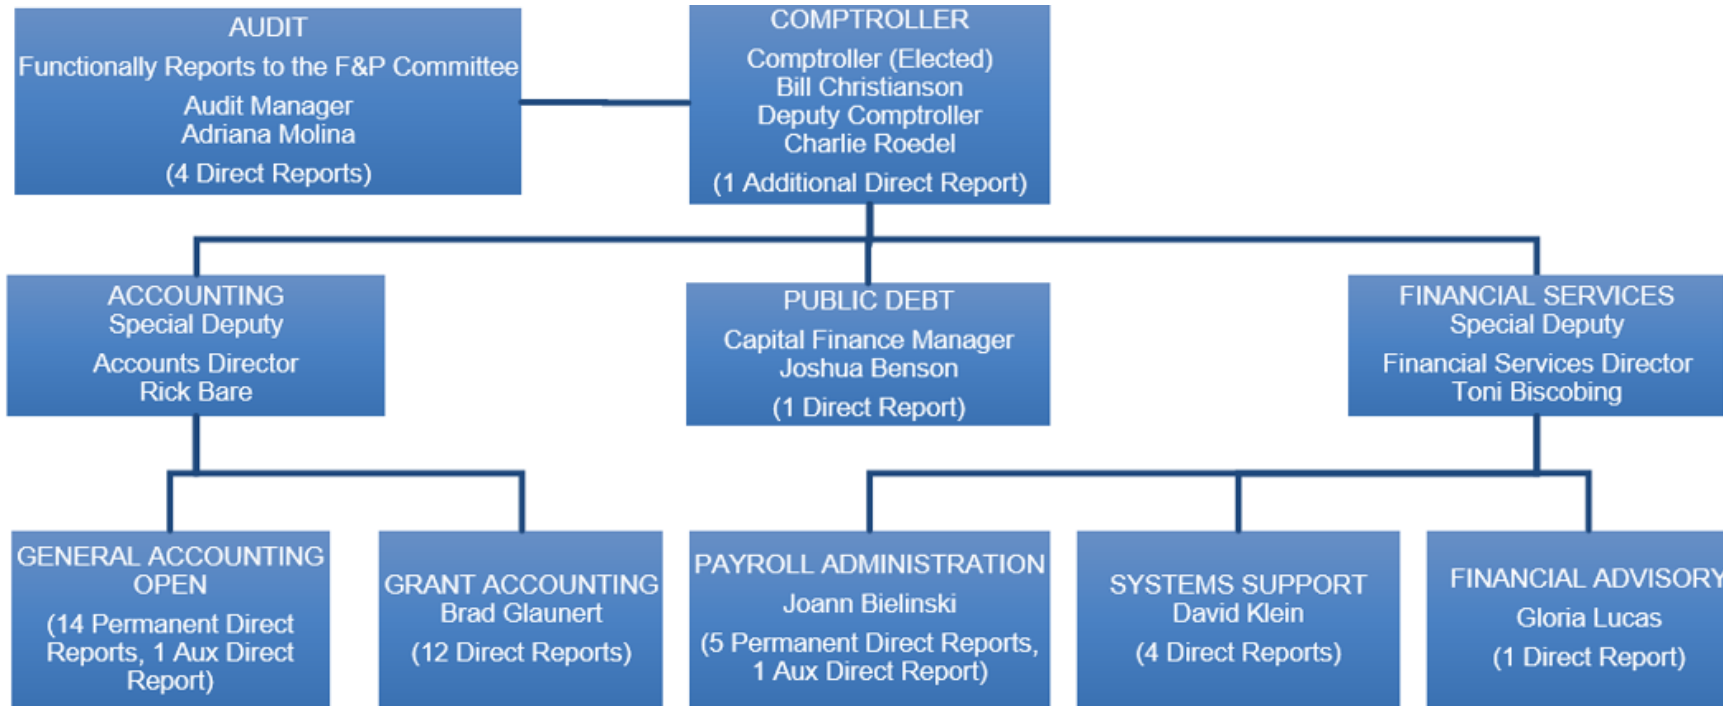 AUDIT
Functionally Reports to the F&P Committee
Audit Manager
Adriana Molina
(4 Direct Reports)
COMPTROLLER
Comptroller (Elected)
Bill Christianson
Deputy Comptroller
Charlie Roedel
(1 Additional Direct Report)
ACCOUNTING
Special Deputy
Accounts Director
Rick Bare
PUBLIC DEBT
Capital Finance Manager
Joshua Benson
(1 Direct Report)
FINANCIAL SERVICES
Special Deputy
Financial Services Director
Toni Biscobing
GENERAL ACCOUNTING
OPEN
(14 Permanent Direct
Reports, 1 Aux Direct
Report)
GRANT ACCOUNTING
Brad Glaunert
(12 Direct Reports)
PAYROLL ADMINISTRATION
Joann Bielinski
(5 Permanent Direct Reports,
1 Aux Direct Report)
SYSTEMS SUPPORT
David Klein
(4 Direct Reports)
FINANCIAL ADVISORY
Gloria Lucas
(1 Direct Report)